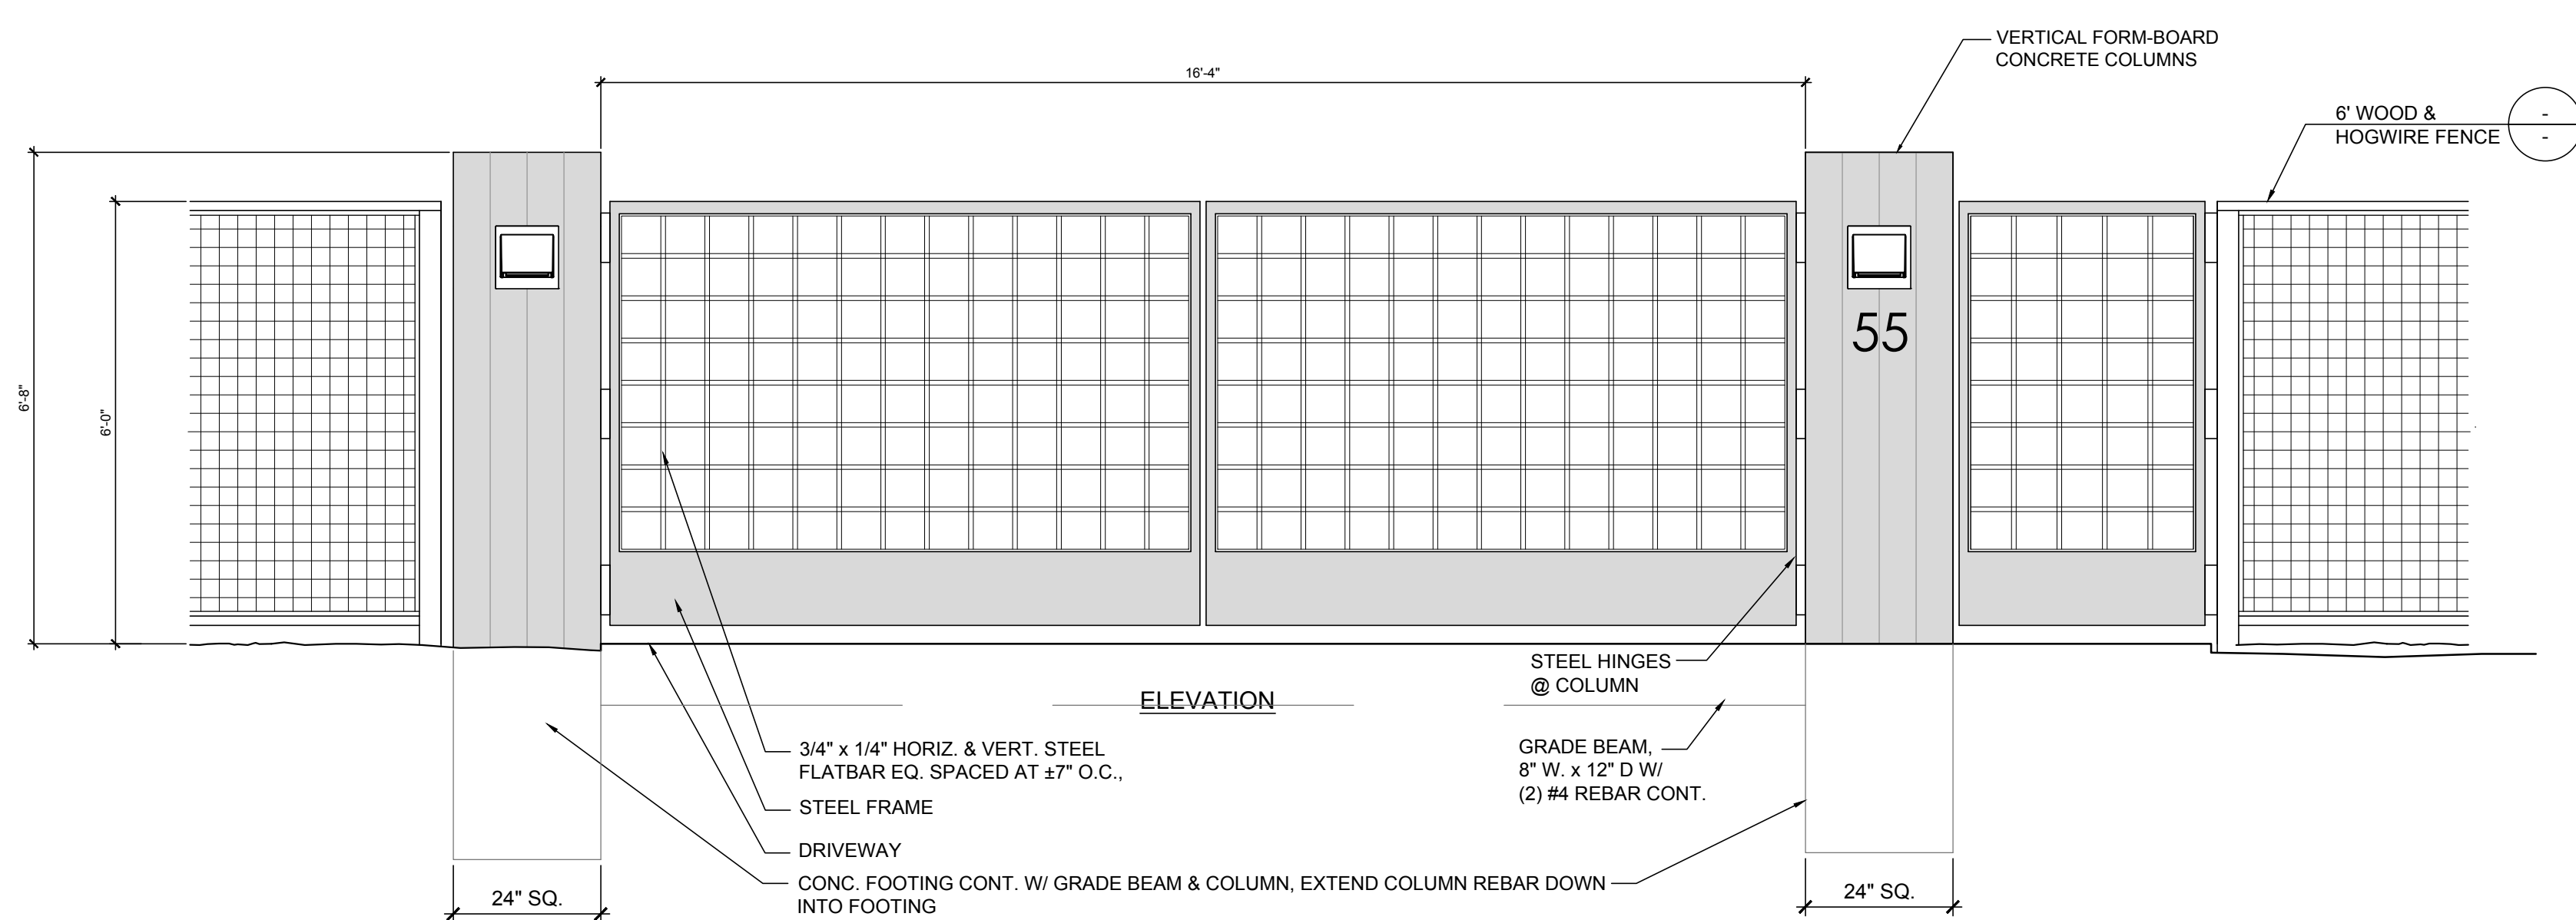 VERTICAL FORM-BOARD
CONCRETE COLUMNS
16'-4"
6' WOOD &
HOGWIRE FENCE
-
-
6'-8"
6'-0"
55
STEEL HINGES
@ COLUMN
ELEVATION
3/4" x 1/4" HORIZ. & VERT. STEEL
FLATBAR EQ. SPACED AT ±7" O.C.,
GRADE BEAM,
8" W. x 12" D W/
(2) #4 REBAR CONT.
STEEL FRAME
DRIVEWAY
CONC. FOOTING CONT. W/ GRADE BEAM & COLUMN, EXTEND COLUMN REBAR DOWN
INTO FOOTING
24" SQ.
24" SQ.